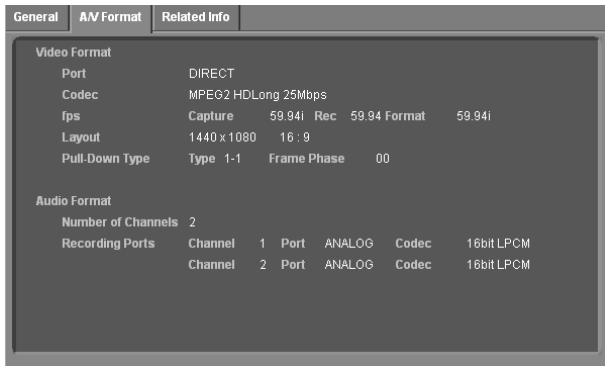 General A/V Format Related Info
Video Format
Port DIRECT
Codec MPEG2 HDLong 25Mbps
fps Capture 59.94i Rec 59.94 Format 59.94i
Layout 1440 x 1080 16 : 9
Pull-Down Type Type 1-1 Frame Phase 00
Audio Format
Number of Channels 2
Recording Ports Channel 1 Port ANALOG Codec 16bit LPCM
Channel 2 Port ANALOG Codec 16bit LPCM